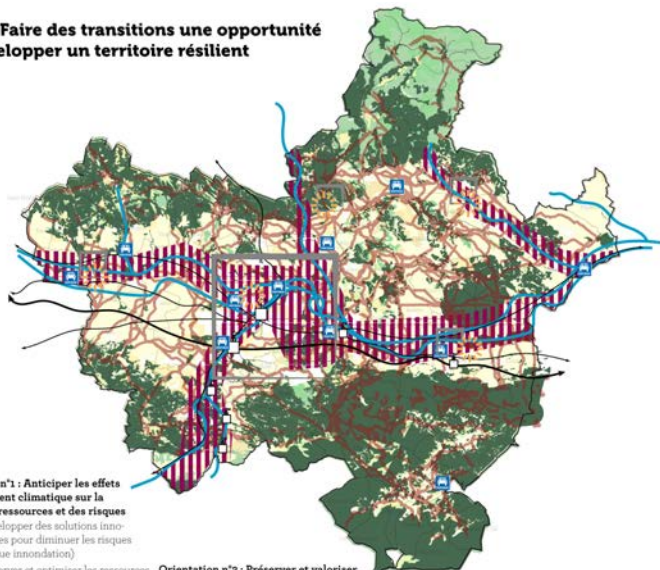 Faire des transitions une opportunité
elopper un territoire résilient
n°1 : Anticiper les effets
ent climatique sur la
ressources et des risques
elopper des solutions inno-
es pour diminuer les risques
ue innondation)
Orientation n°2 : Préserver et valoriser